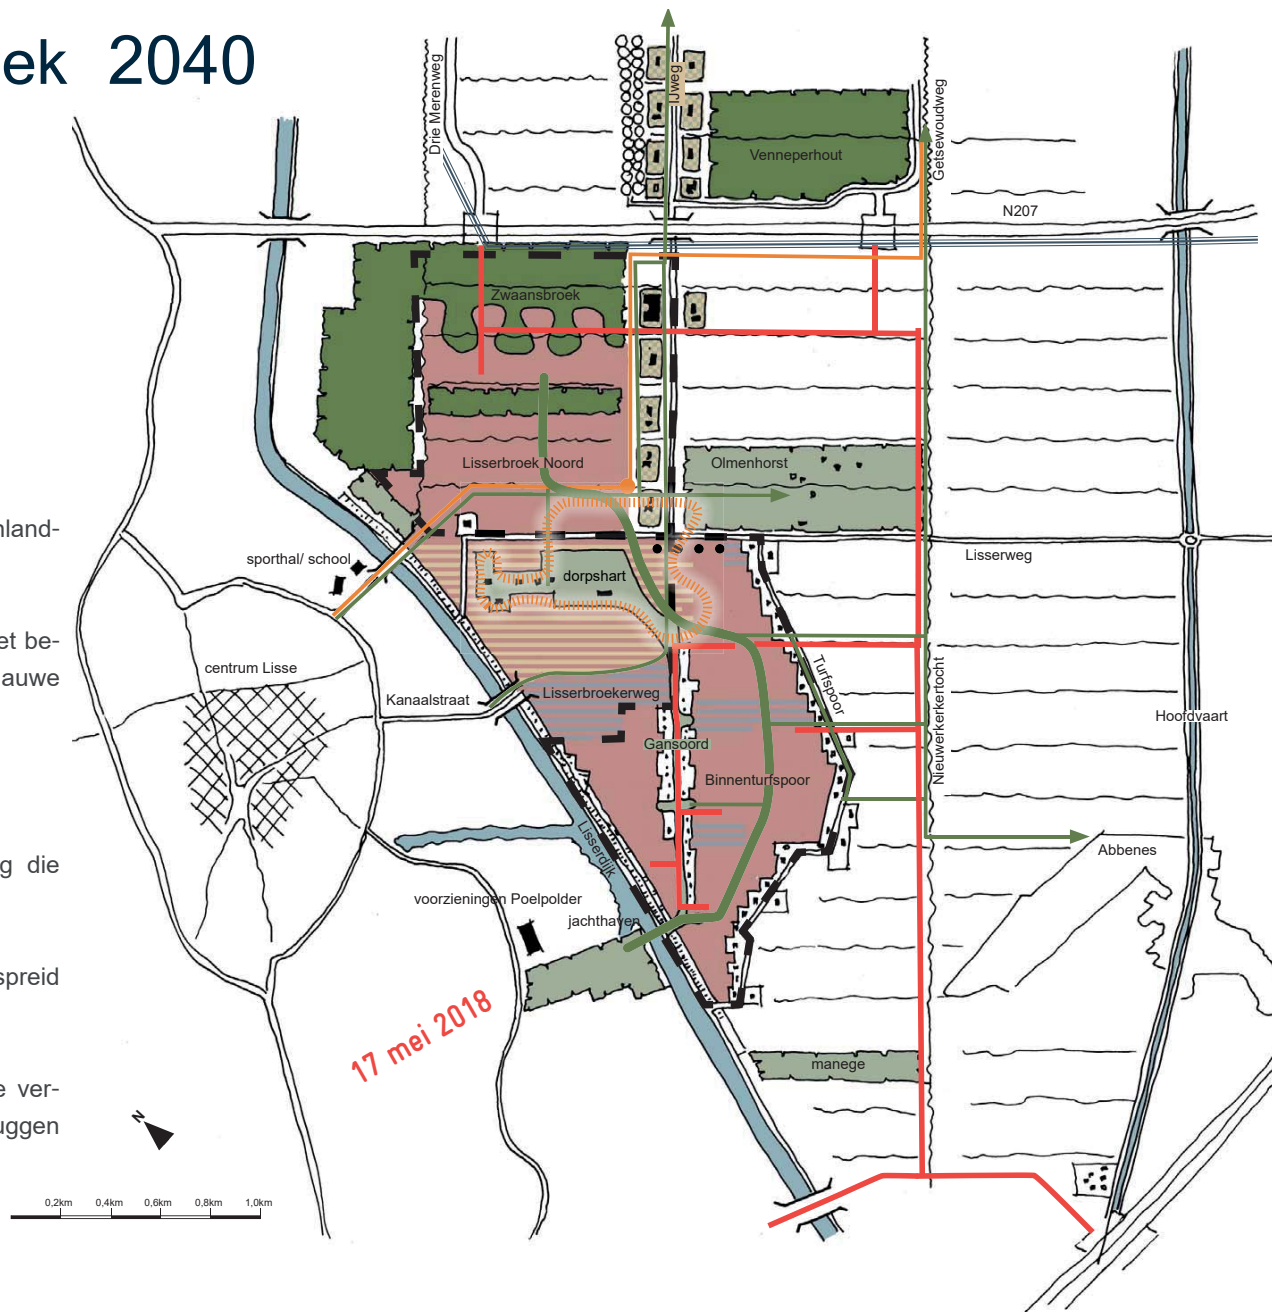 ek 2040
Drie Merenweg
IJweg
Getsewoudweg
Venneperhout
N207
Zwaansbroek
Lisserbroek Noord
Olmenhorst
nland-
Lisserweg
sporthal/ school
dorpshart
et be-
auwe
centrum Lisse
Turfspoor
Kanaalstraat
Lisserbroekerweg
Nieuwerkerkertocht
Hoofdvaart
Gansoord
Binnenturfspoor
Lisserdijk
Abbenes
g die
voorzieningen Poelpolder
jachthaven
spreid
17 mei 2018
manege
e ver-
uggen
N
0,2km 0,4km 0,6km 0,8km 1,0km